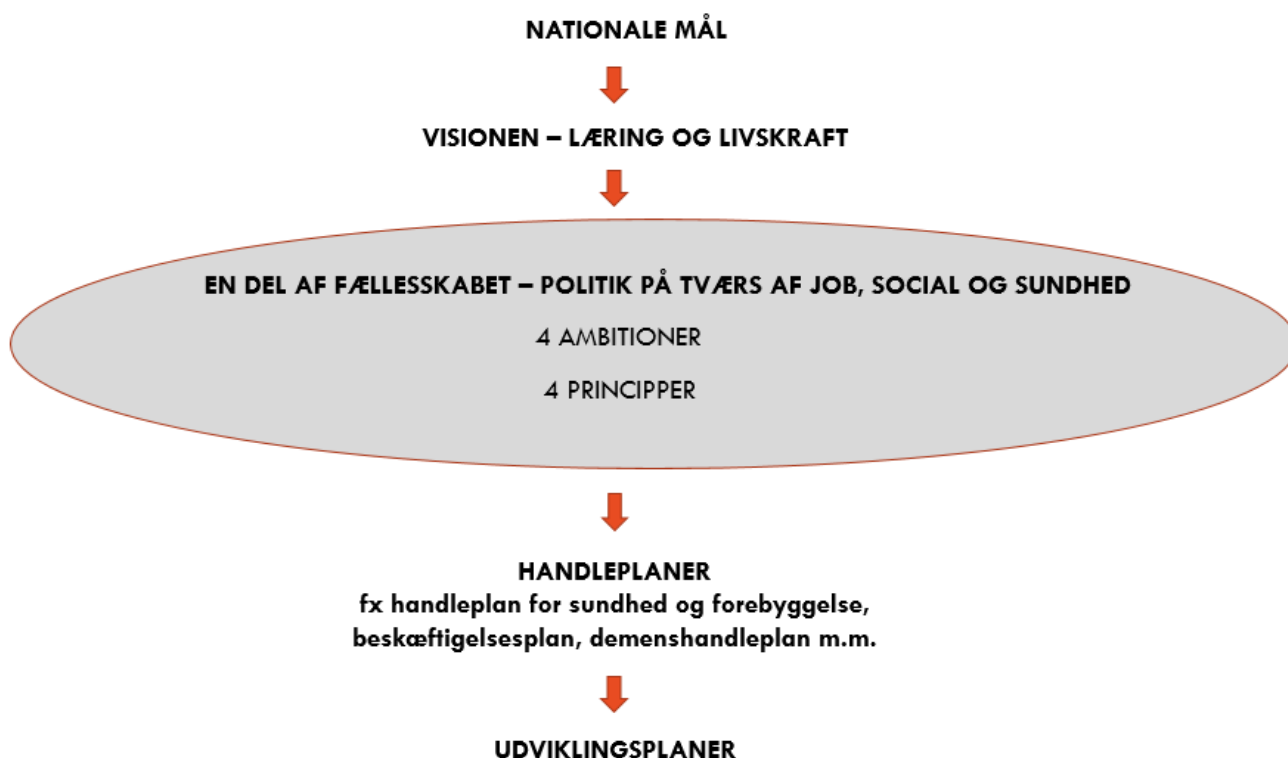 NATIONALE MÅL
VISIONEN – LÆRING OG LIVSKRAFT
EN DEL AF FÆLLESSKABET – POLITIK PÅ TVÆRS AF JOB, SOCIAL OG SUNDHED
4 AMBITIONER
4 PRINCIPPER
HANDLEPLANER
fx handleplan for sundhed og forebyggelse,
beskæftigelsesplan, demenshandleplan m.m.
UDVIKLINGSPLANER